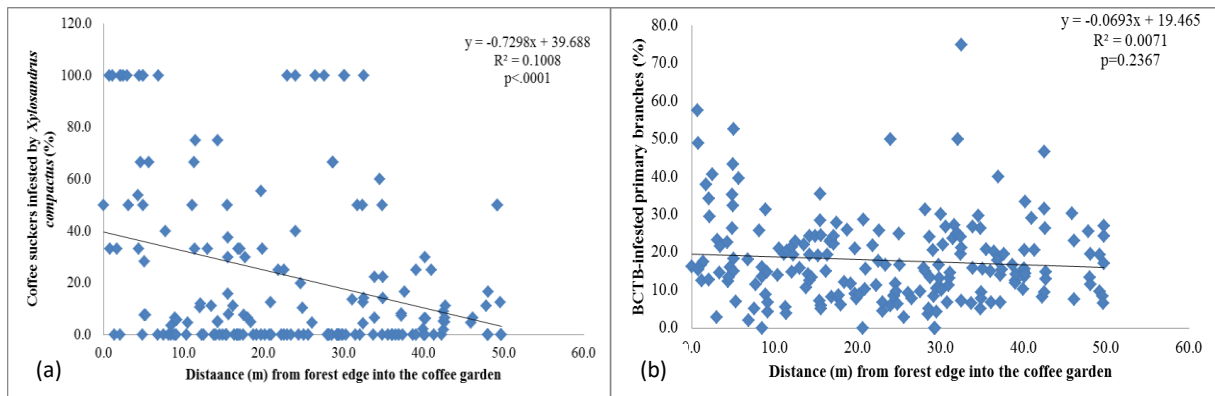 120.0
100.0
80.0
60.0
40.0
20.0
0.0
Coffee suckers infested by Xylosandrus
compactus (%)
y = -0.7298x + 39.688
R² = 0.1008
p<.0001
0.0 10.0 20.0 30.0 40.0 50.0 60.0
Distaance (m) from forest edge into the coffee garden
(a)
80.0
70.0
60.0
50.0
40.0
30.0
20.0
10.0
0.0
BCTB-infested primary branches (%)
y = -0.0693x + 19.465
R² = 0.0071
p=0.2367
10.0 20.0 30.0 40.0 50.0 60.0
Distaance (m) from forest edge into the coffee garden
(b)